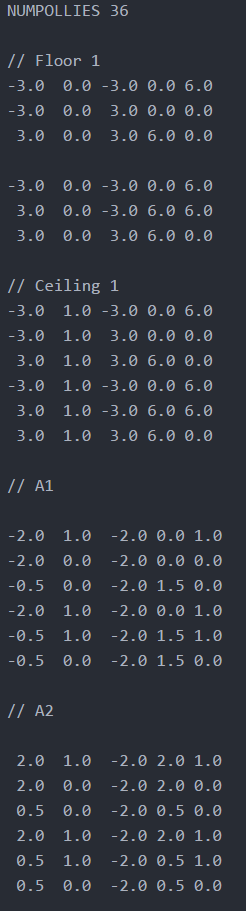 NUMPOLLIES 36
// Floor 1
-3.0 0.0 -3.0 0.0 6.0
-3.0 0.0 3.0 0.0 0.0
3.0 0.0 3.0 6.0 0.0
-3.0 0.0 -3.0 0.0 6.0
3.0 0.0 -3.0 6.0 6.0
3.0 0.0 3.0 6.0 0.0
// Ceiling 1
-3.0 1.0 -3.0 0.0 6.0
-3.0 1.0 3.0 0.0 0.0
3.0 1.0 3.0 6.0 0.0
-3.0 1.0 -3.0 0.0 6.0
3.0 1.0 -3.0 6.0 6.0
3.0 1.0 3.0 6.0 0.0
// A1
-2.0 1.0 -2.0 0.0 1.0
-2.0 0.0 -2.0 0.0 0.0
-0.5 0.0 -2.0 1.5 0.0
-2.0 1.0 -2.0 0.0 1.0
-0.5 1.0 -2.0 1.5 1.0
-0.5 0.0 -2.0 1.5 0.0
// A2
2.0 1.0 -2.0 2.0 1.0
2.0 0.0 -2.0 2.0 0.0
0.5 0.0 -2.0 0.5 0.0
2.0 1.0 -2.0 2.0 1.0
0.5 1.0 -2.0 0.5 1.0
0.5 0.0 -2.0 0.5 0.0